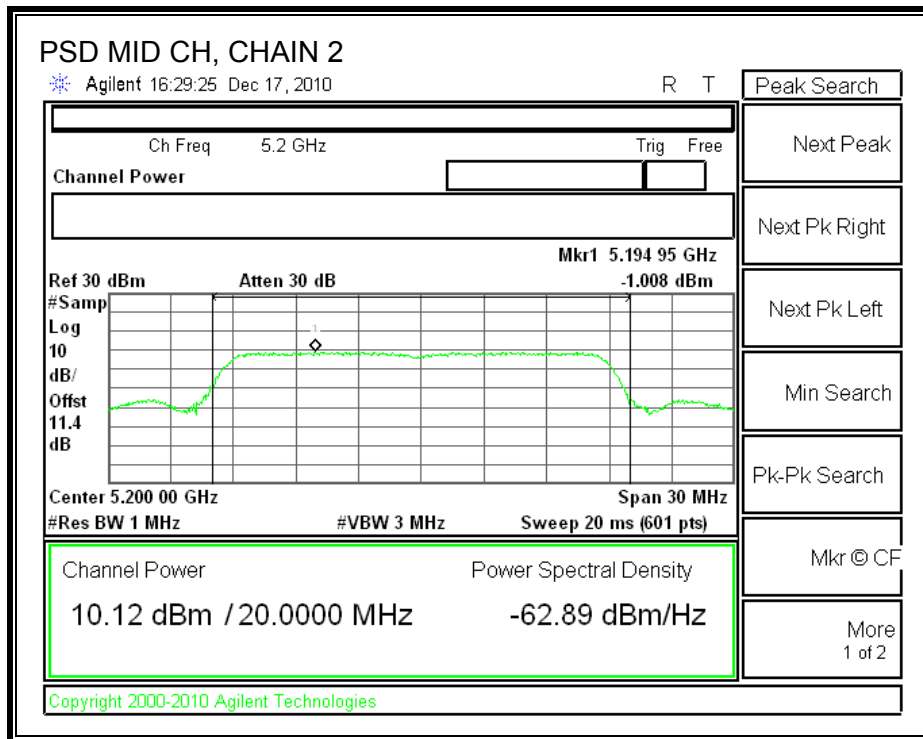 PSD MID CH, CHAIN 2
Agilent 16:29:25 Dec 17, 2010 R T
Peak Search
Ch Freq 5.2 GHz Trig Free
Channel Power
Next Peak
Next Pk Right
Mkr1 5.194 95 GHz
Ref 30 dBm Atten 30 dB -1.008 dBm
#Samp
Log
10
dB/
Offst
11.4
dB
1
Next Pk Left
Min Search
Pk-Pk Search
Center 5.200 00 GHz Span 30 MHz
#Res BW 1 MHz #VBW 3 MHz Sweep 20 ms (601 pts)
Channel Power Power Spectral Density
10.12 dBm / 20.0000 MHz -62.89 dBm/Hz
Mkr © CF
More
1 of 2
Copyright 2000-2010 Agilent Technologies